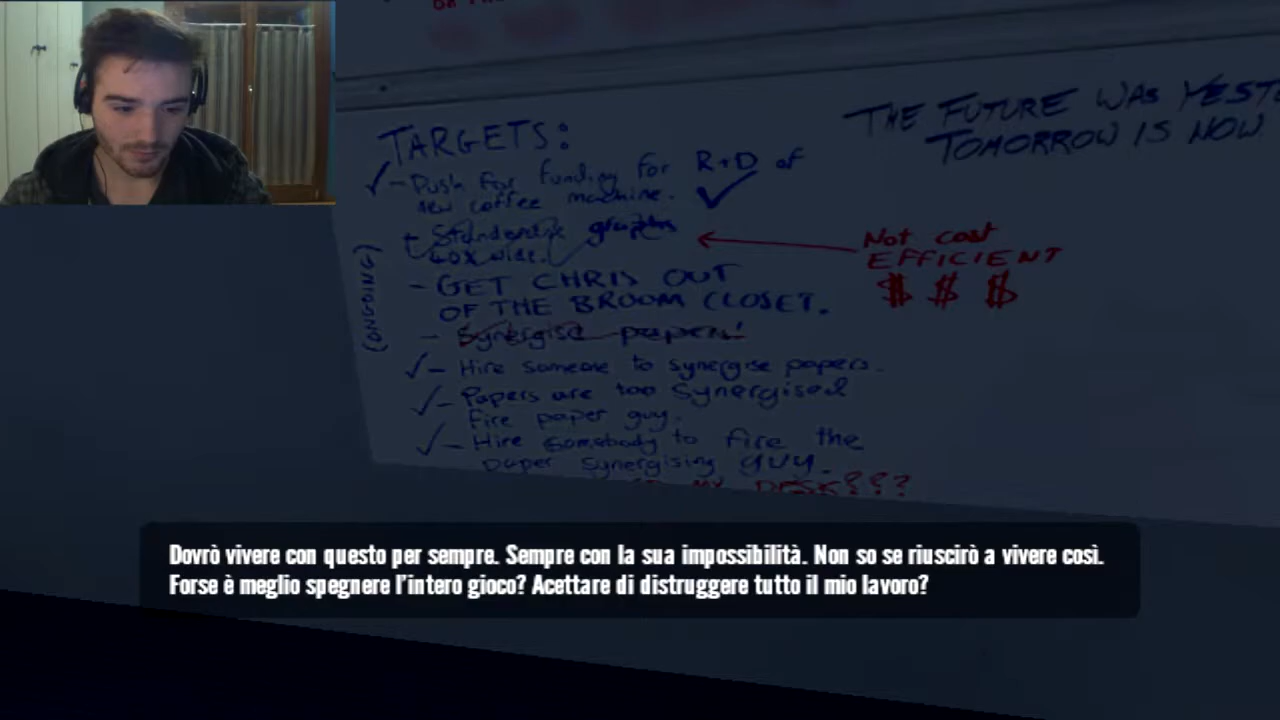 TARGETS:
- Push for funding for R+D of
new coffee machine.
THE FUTURE WAS
TOMORROW IS NOW
Standardise graphs
Not cost
EFFICIENT
$ $ $
(ONGOING)
- GET CHRIS OUT
OF THE BROOM CLOSET.
- Synergise papers!
- Hire someone to synergise papers.
- Papers are too synergised
Fire paper guy.
- Hire somebody to fire the
paper synergising guy.
MY DESK???
Dovrò vivere con questo per sempre. Sempre con la sua impossibilità. Non so se riuscirò a vivere così.
Forse è meglio spegnere l'intero gioco? Acettare di distruggere tutto il mio lavoro?